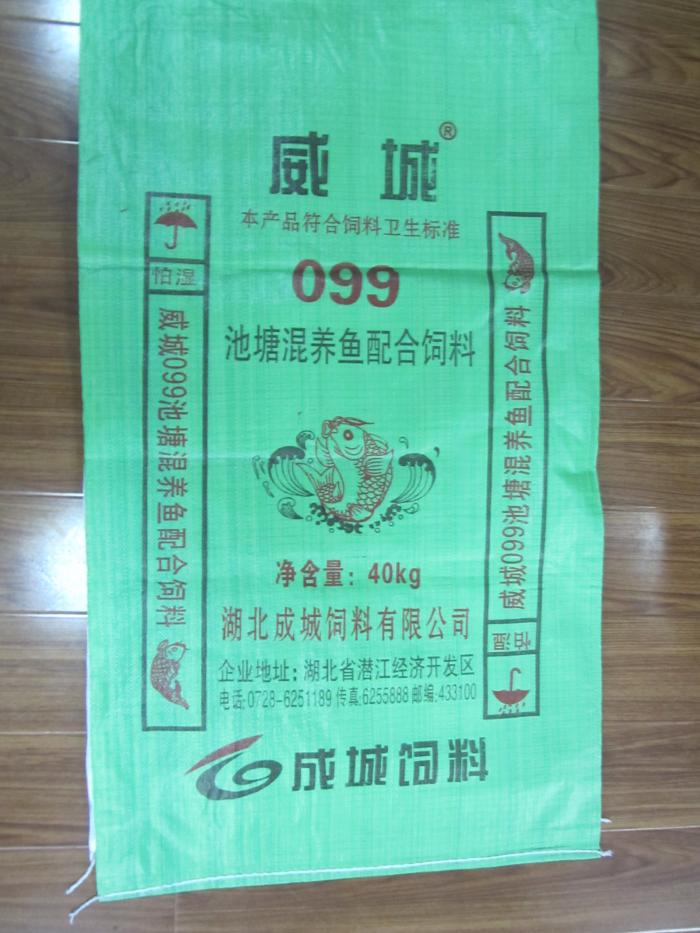 威城®
本产品符合饲料卫生标准
099
池塘混养鱼配合饲料
怕湿
威城099池塘混养鱼配合饲料
威城099池塘混养鱼配合饲料
怕湿
净含量：40kg
湖北成城饲料有限公司
企业地址：湖北省潜江经济开发区
电话:0728-6251189 传真:6255888 邮编:433100
成城饲料